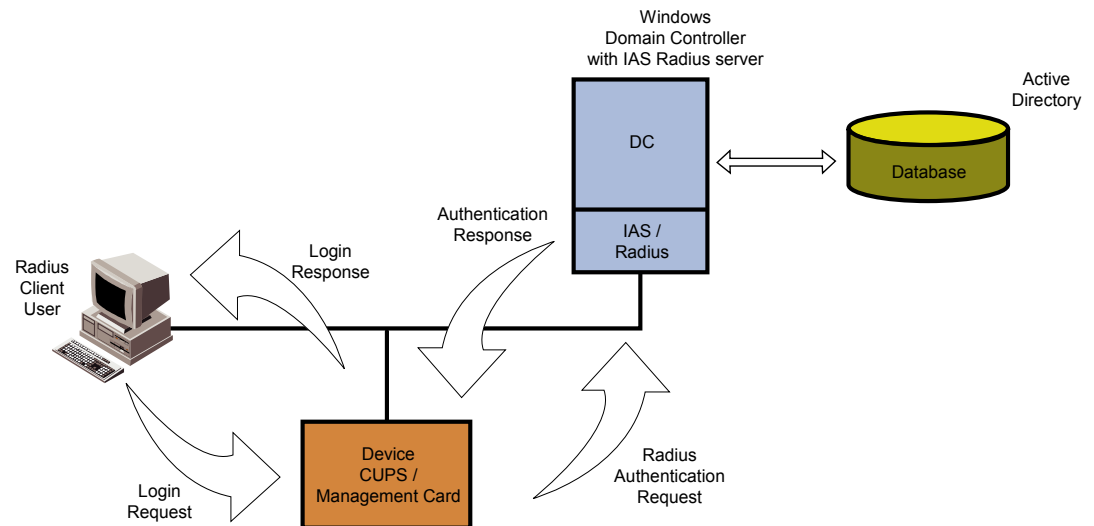 Windows
Domain Controller
with IAS Radius server
Active
Directory
DC
Database
Authentication
Response
IAS /
Radius
Login
Response
Radius
Client
User
Device
CUPS /
Management Card
Radius
Authentication
Request
Login
Request